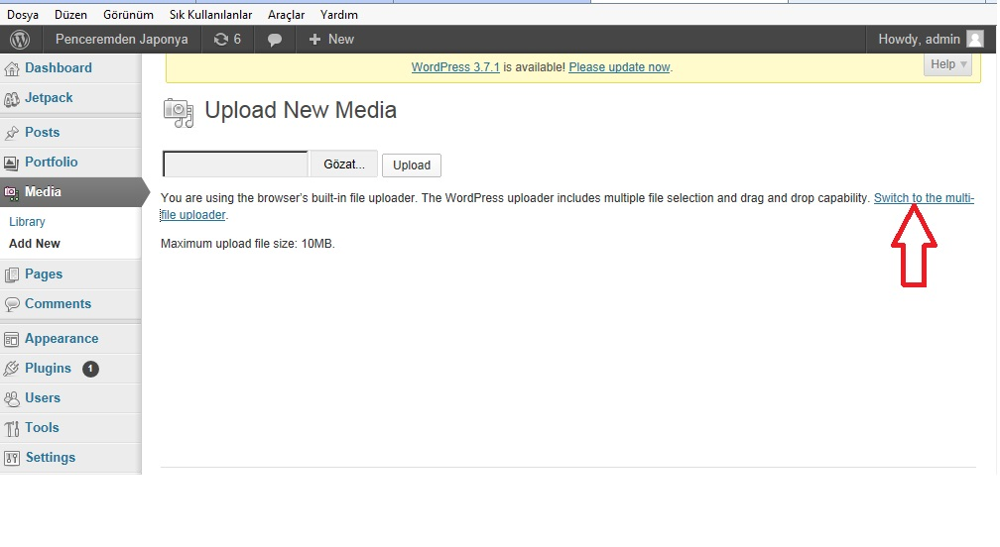 Dosya Düzen Görünüm Sık Kullanılanlar Araçlar Yardım
Penceremden Japonya 6 New Howdy, admin
WordPress 3.7.1 is available! Please update now.
Help
Dashboard
Jetpack
Posts
Portfolio
Media
Library
Add New
Pages
Comments
Appearance
Plugins 1
Users
Tools
Settings
Upload New Media
Gözat... Upload
You are using the browser's built-in file uploader. The WordPress uploader includes multiple file selection and drag and drop capability. Switch to the multi-
file uploader.
Maximum upload file size: 10MB.